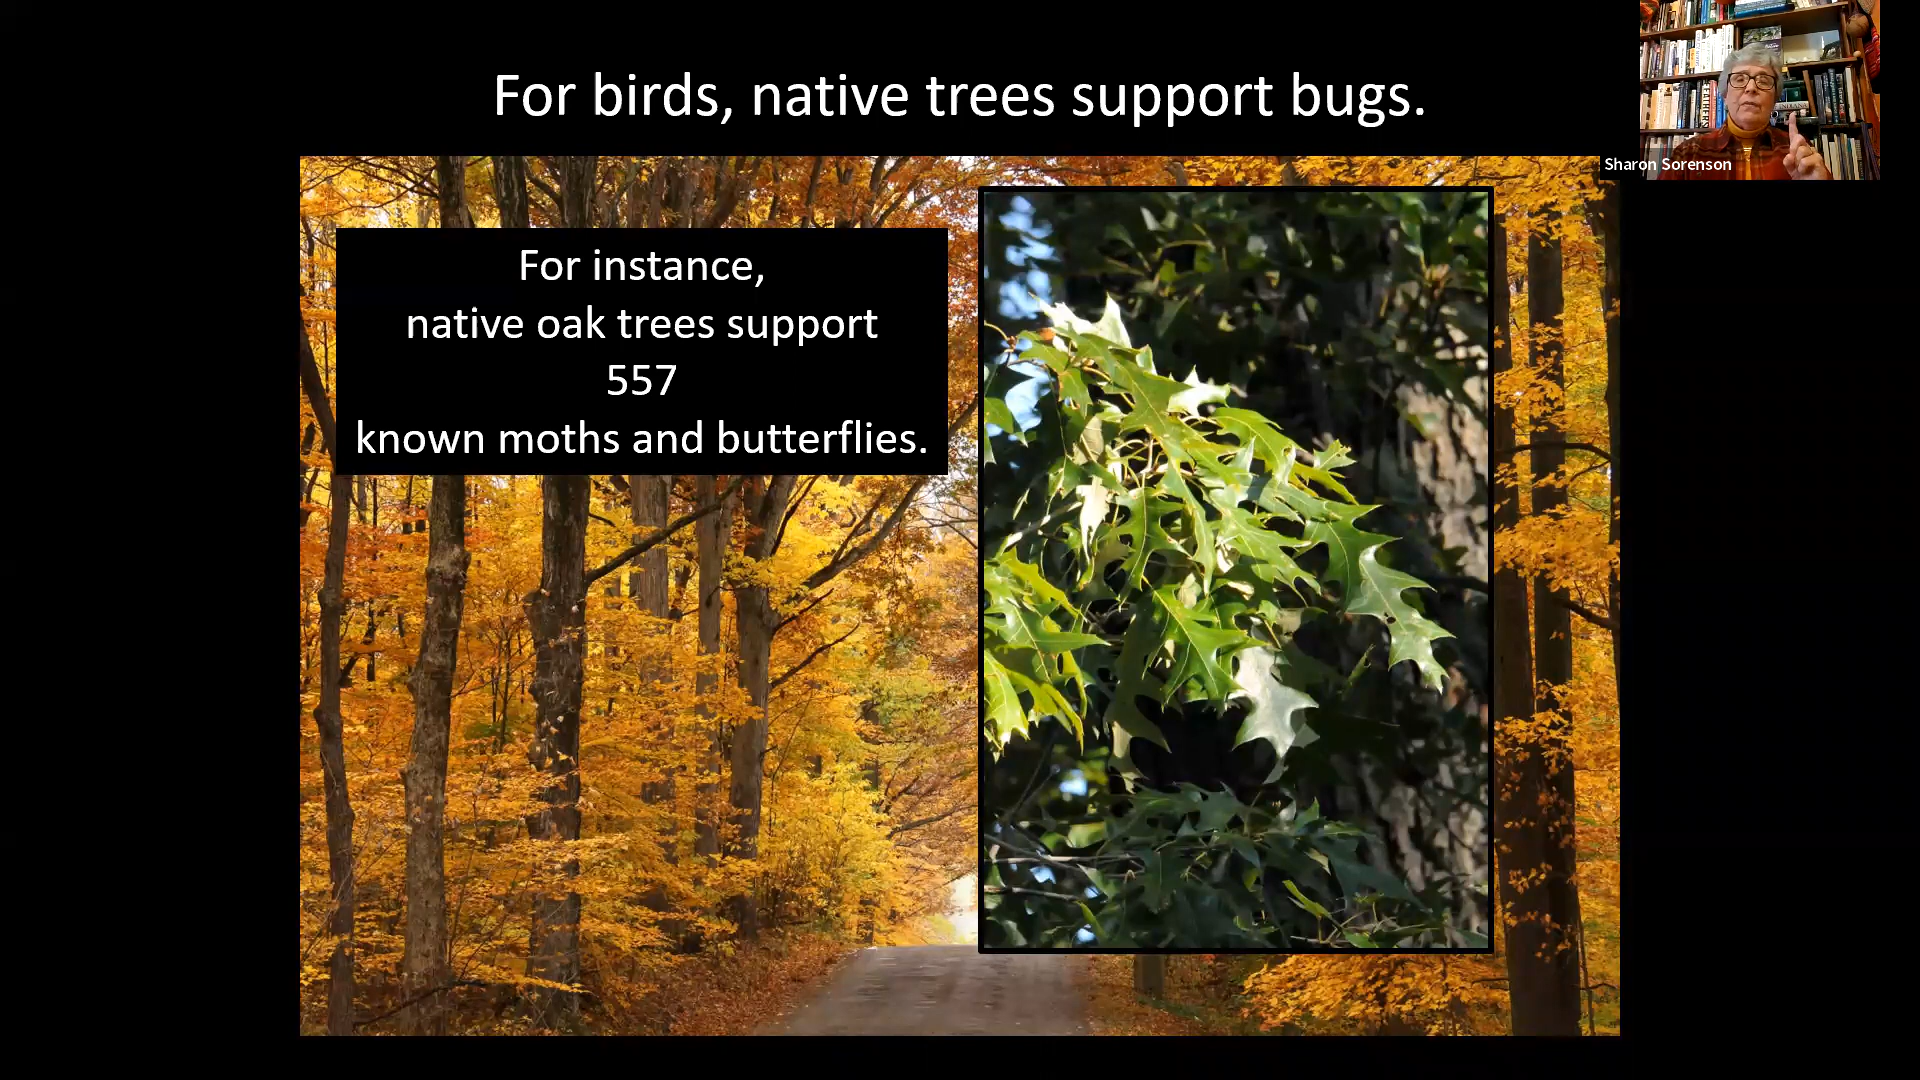 For birds, native trees support bugs.
For instance,
native oak trees support
557
known moths and butterflies.
Sharon Sorenson